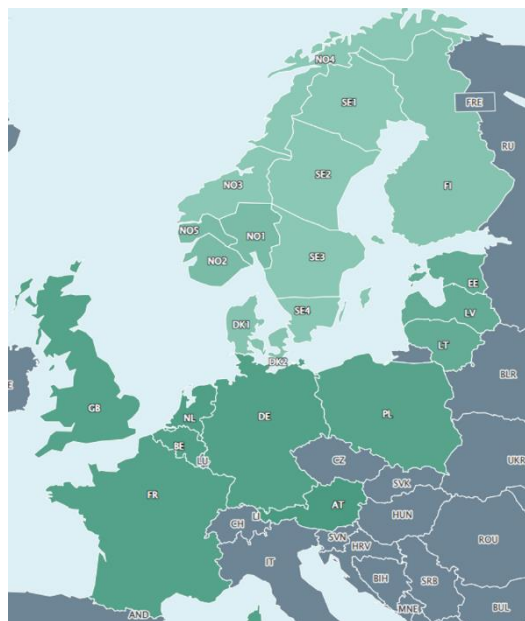 NO4
SE1
FRE
RU
SE2
NO3
FI
NO5
NO1
NO2
SE3
EE
SE4
LV
DK1
LT
DK2
BLR
GB
NL
DE
PL
BE
LU
CZ
UKR
SVK
FR
AT
HUN
LI
CH
SVN
HRV
ROU
IT
BIH
SRB
MNE
BUL
AND
E